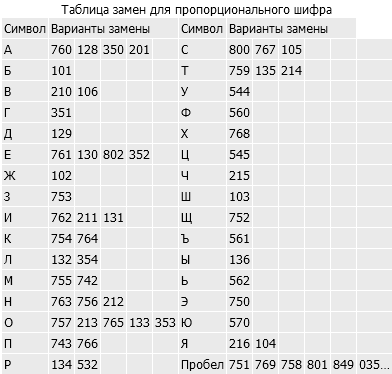 Таблица замен для пропорционального шифра
Символ Варианты замены Символ Варианты замены
А 760 128 350 201 С 800 767 105
Б 101 Т 759 135 214
В 210 106 У 544
Г 351 Ф 560
Д 129 Х 768
Е 761 130 802 352 Ц 545
Ж 102 Ч 215
З 753 Ш 103
И 762 211 131 Щ 752
К 754 764 Ъ 561
Л 132 354 Ы 136
М 755 742 Ь 562
Н 763 756 212 Э 750
О 757 213 765 133 353 Ю 570
П 743 766 Я 216 104
Р 134 532 Пробел 751 769 758 801 849 035...